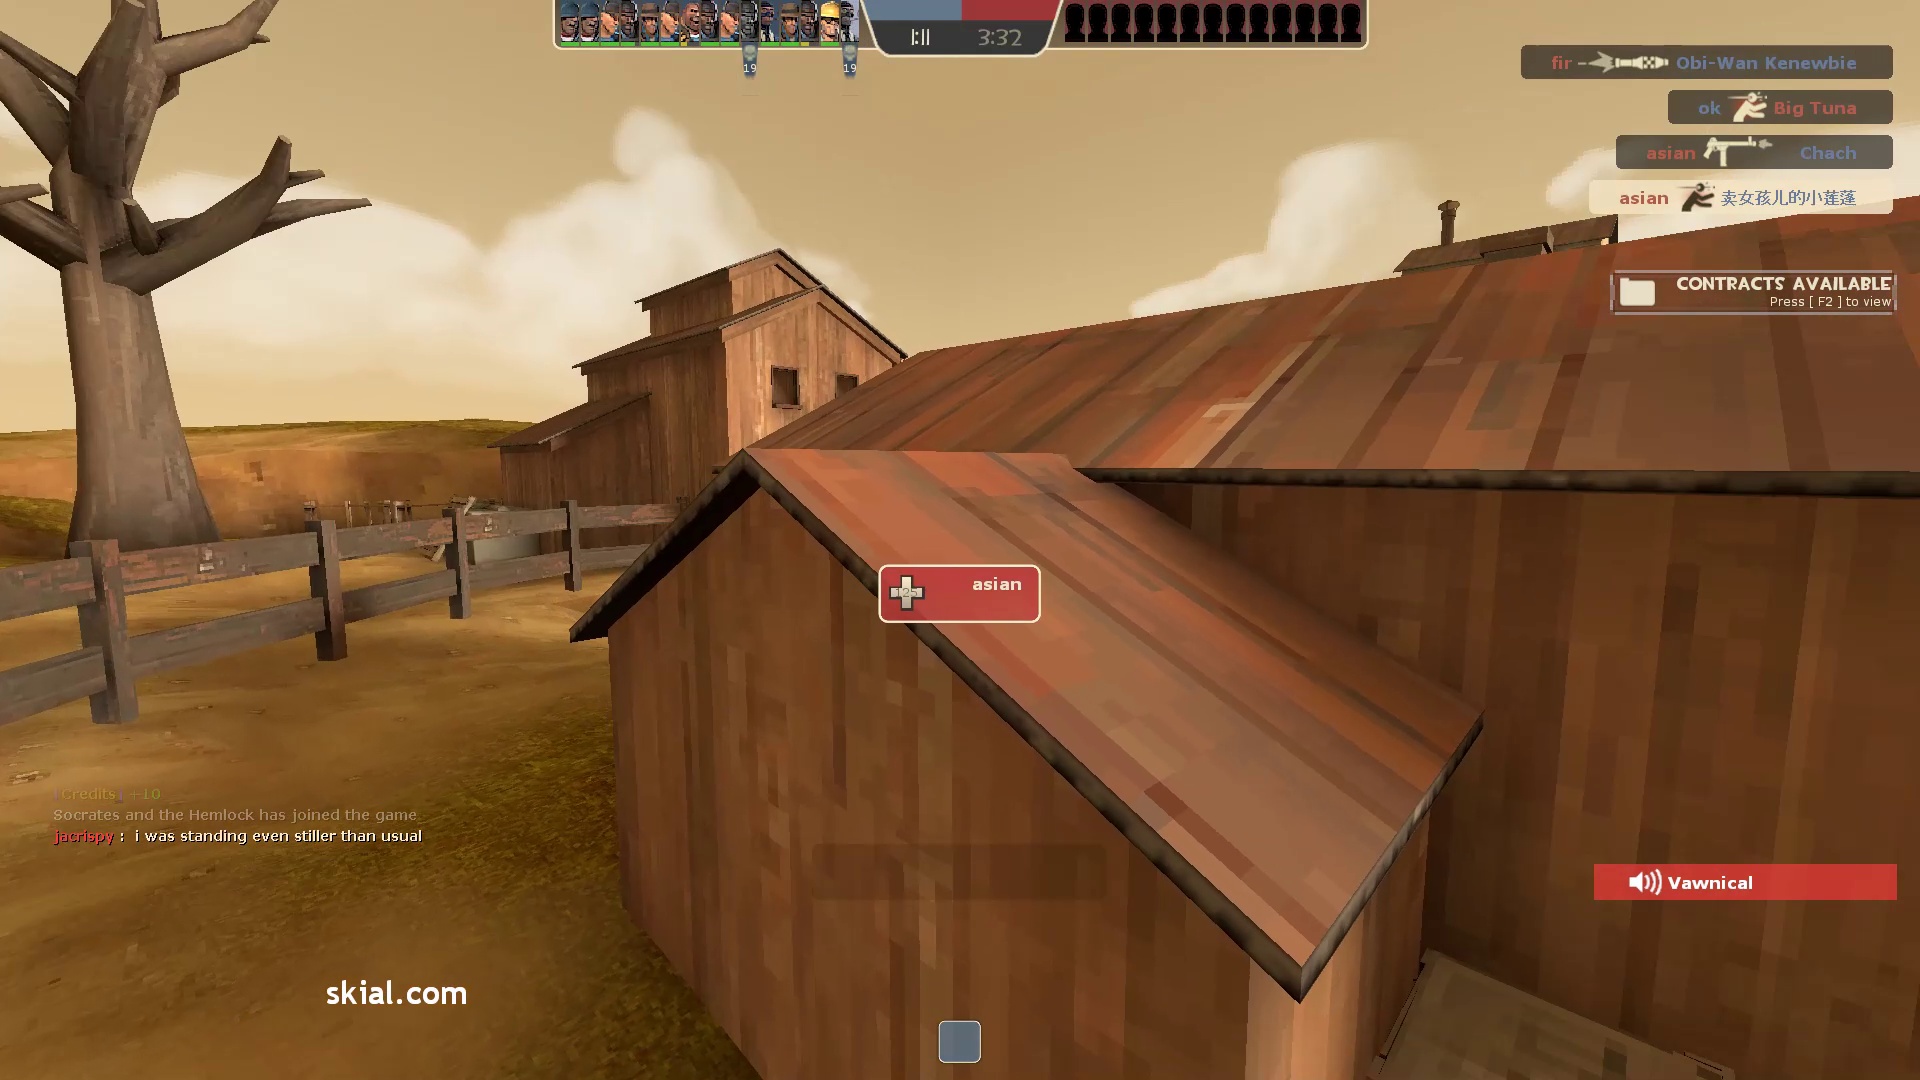 3:32
19
19
fir Obi-Wan Kenewbie
ok Big Tuna
asian Chach
asian 卖女孩儿的小莲蓬
CONTRACTS AVAILABLE
Press [ F2 ] to view
125 asian
[Credits] +10
Socrates and the Hemlock has joined the game
jacrispy : i was standing even stiller than usual
Vawnical
skial.com